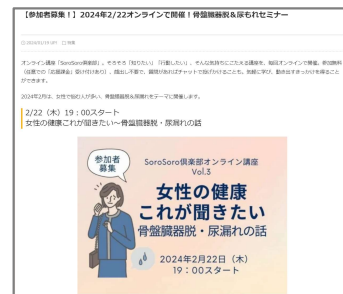 【参加者募集！】2024年2/22オンラインで開催！骨盤臓器脱&尿もれセミナー
オンライン講座「SoroSoro倶楽部」。そろそろ「知りたい」「行動したい」、そんな気持ちにこたえる講座を、毎回オンラインで開催。参加無料
（任意での「応援課金」受け付けあり）、顔出し不要で、質問があればチャットで投げかけることも。気軽に学び、動き出すきっかけを得ること
ができます。
2024年2月は、女性で悩む人が多い、骨盤臓器脱&尿漏れをテーマに開催します。
2/22（木）19：00スタート
女性の健康これが聞きたい～骨盤臓器脱・尿漏れの話
参加者
募集
SoroSoro倶楽部オンライン講座
Vol.3
女性の健康
これが聞きたい
骨盤臓器脱・尿漏れの話
2024年2月22日（木）
19：00スタート